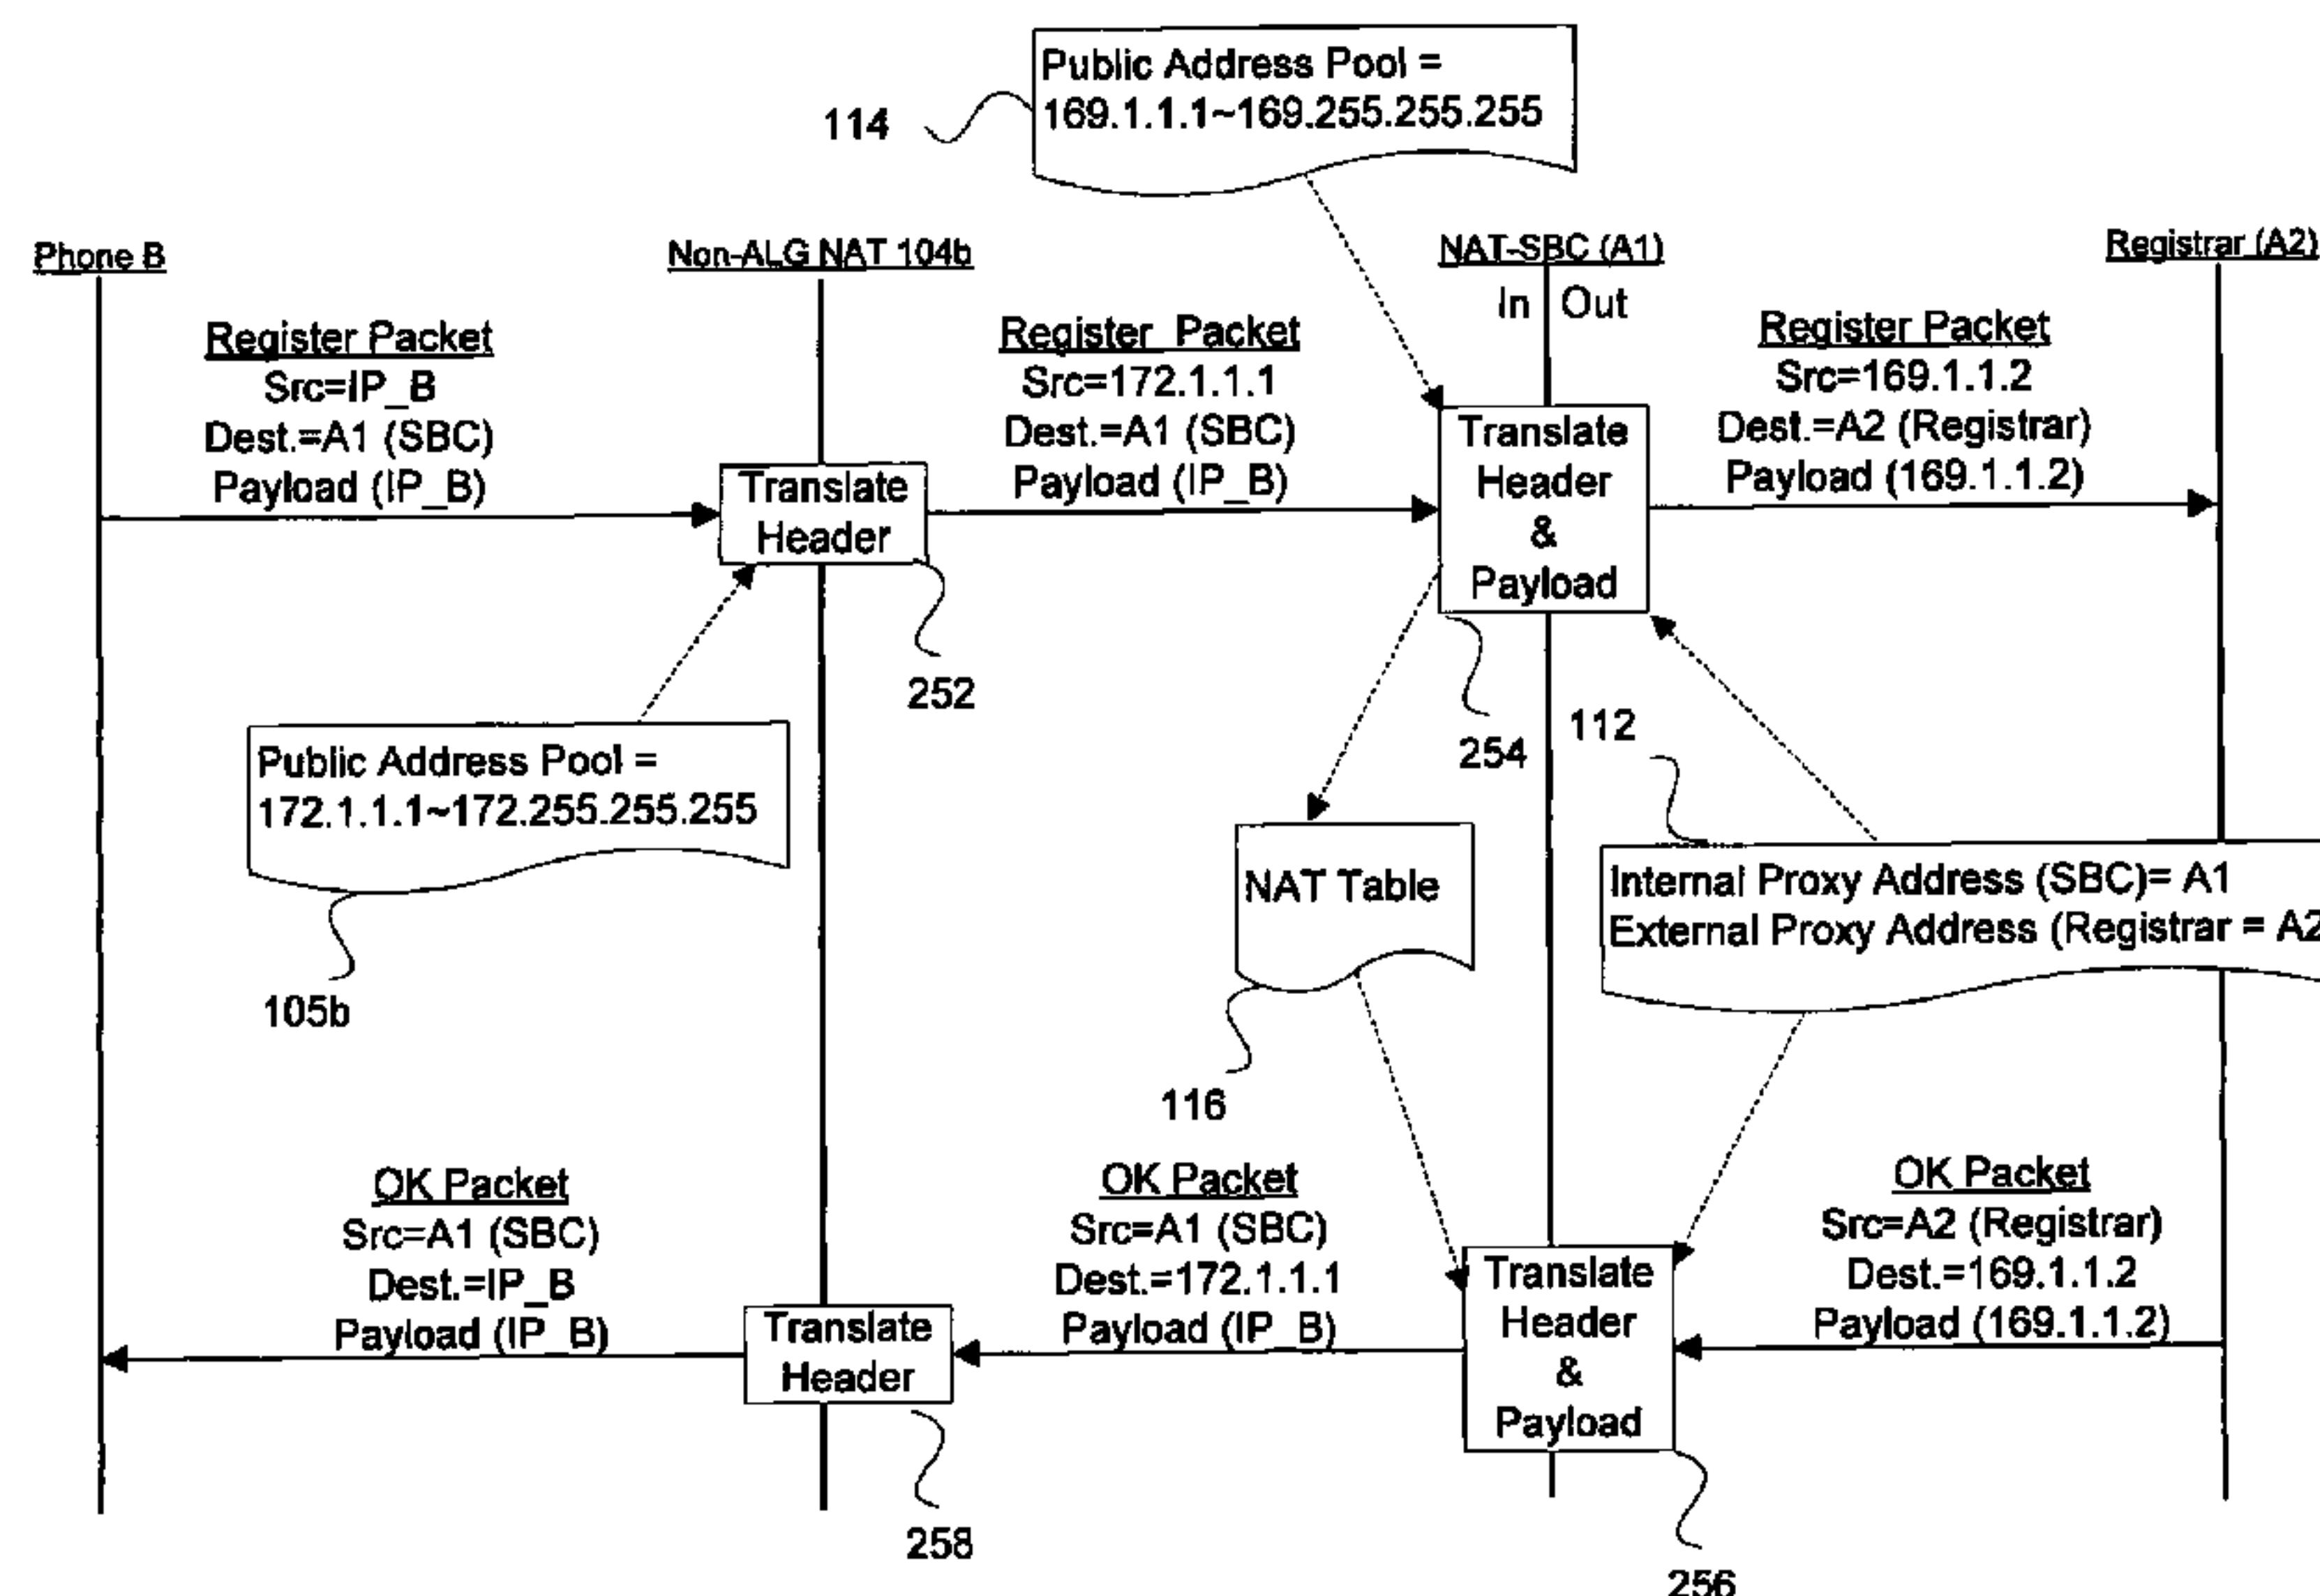 Public Address Pool =
169.1.1.1~169.255.255.255
114
Phone B
Non-ALG NAT 104b
NAT-SBC (A1)
Registrar (A2)
In Out
Register Packet
Src=IP_B
Dest.=A1 (SBC)
Payload (IP_B)
Register Packet
Src=172.1.1.1
Dest.=A1 (SBC)
Payload (IP_B)
Register Packet
Src=169.1.1.2
Dest.=A2 (Registrar)
Payload (169.1.1.2)
Translate
Header
Translate
Header
&
Payload
252
254
112
Public Address Pool =
172.1.1.1~172.255.255.255
105b
NAT Table
116
Internal Proxy Address (SBC)= A1
External Proxy Address (Registrar = A2
OK Packet
Src=A1 (SBC)
Dest.=IP_B
Payload (IP_B)
OK Packet
Src=A1 (SBC)
Dest.=172.1.1.1
Payload (IP_B)
OK Packet
Src=A2 (Registrar)
Dest.=169.1.1.2
Payload (169.1.1.2)
Translate
Header
Translate
Header
&
Payload
258
256